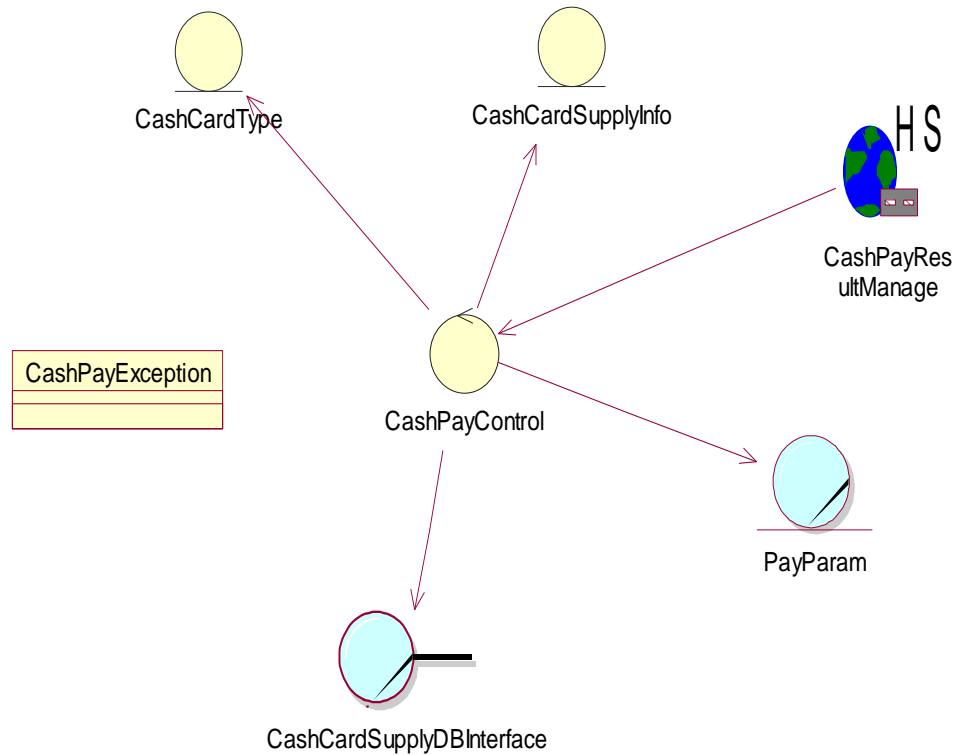 CashCardType
CashCardSupplyInfo
H S
CashPayRes
ultManage
CashPayException
CashPayControl
PayParam
CashCardSupplyDBInterface